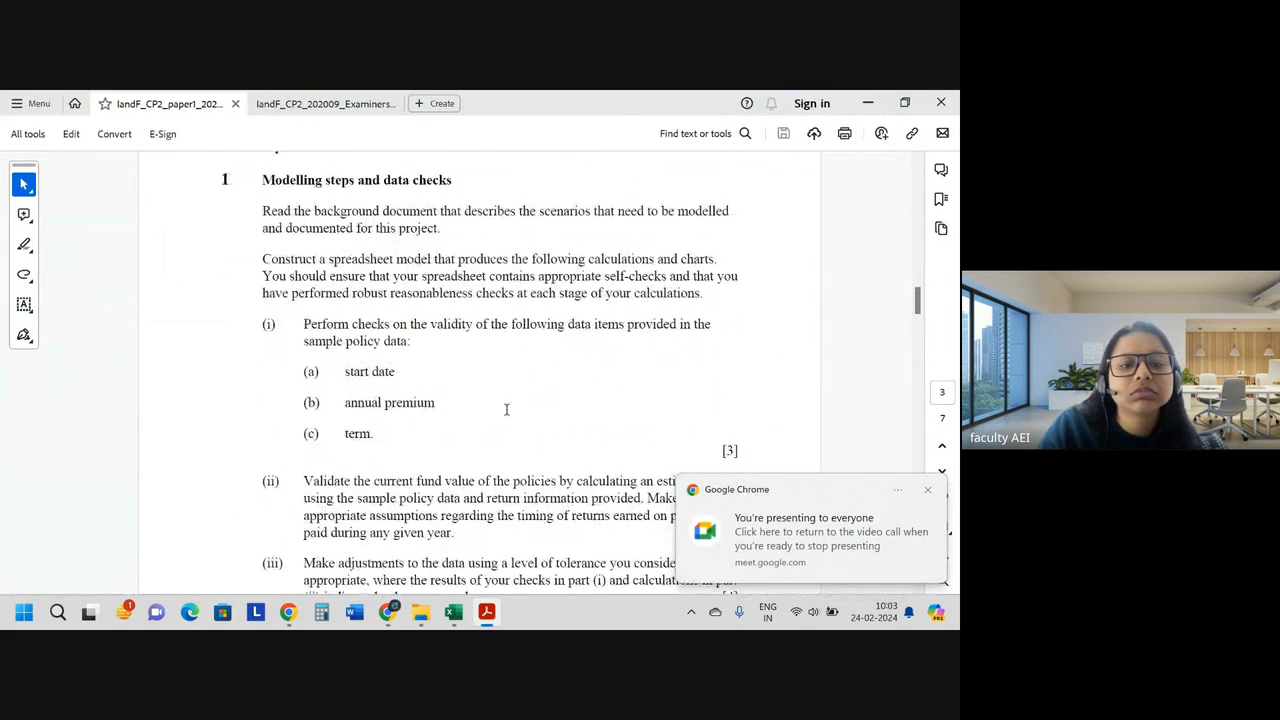 Menu
landF_CP2_paper1_202...
landF_CP2_202009_Examiners...
Create
Sign in
All tools
Edit
Convert
E-Sign
Find text or tools
1 Modelling steps and data checks
Read the background document that describes the scenarios that need to be modelled
and documented for this project.
Construct a spreadsheet model that produces the following calculations and charts.
You should ensure that your spreadsheet contains appropriate self-checks and that you
have performed robust reasonableness checks at each stage of your calculations.
(i) Perform checks on the validity of the following data items provided in the
sample policy data:
(a) start date
(b) annual premium
(c) term.
[3]
(ii) Validate the current fund value of the policies by calculating an esti
using the sample policy data and return information provided. Make
appropriate assumptions regarding the timing of returns earned on p
paid during any given year.
(iii) Make adjustments to the data using a level of tolerance you conside
appropriate, where the results of your checks in part (i) and calculations in part
3
7
Google Chrome
You're presenting to everyone
Click here to return to the video call when
you're ready to stop presenting
meet.google.com
faculty AEI
1
L
ENG
IN
10:03
24-02-2024
PRE